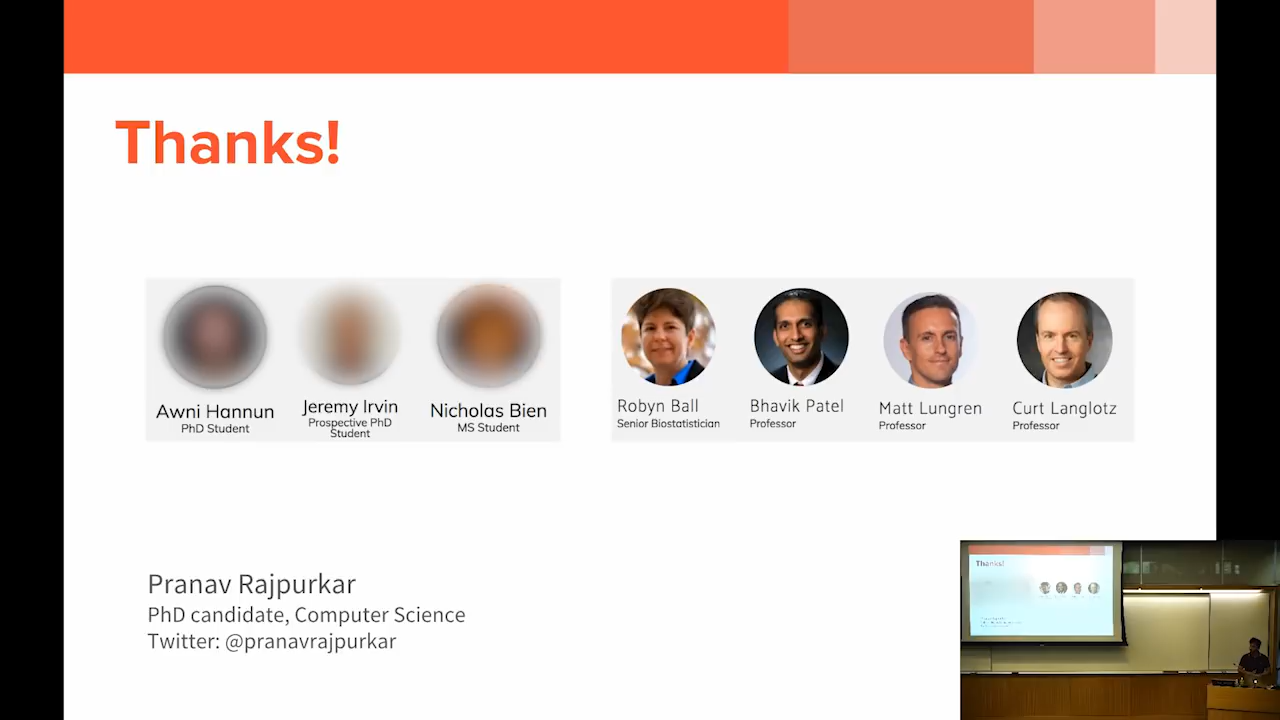 Thanks!
Awni Hannun
PhD Student
Jeremy Irvin
Prospective PhD
Student
Nicholas Bien
MS Student
Robyn Ball
Senior Biostatistician
Bhavik Patel
Professor
Matt Lungren
Professor
Curt Langlotz
Professor
Pranav Rajpurkar
PhD candidate, Computer Science
Twitter: @pranavrajpurkar
Thanks!